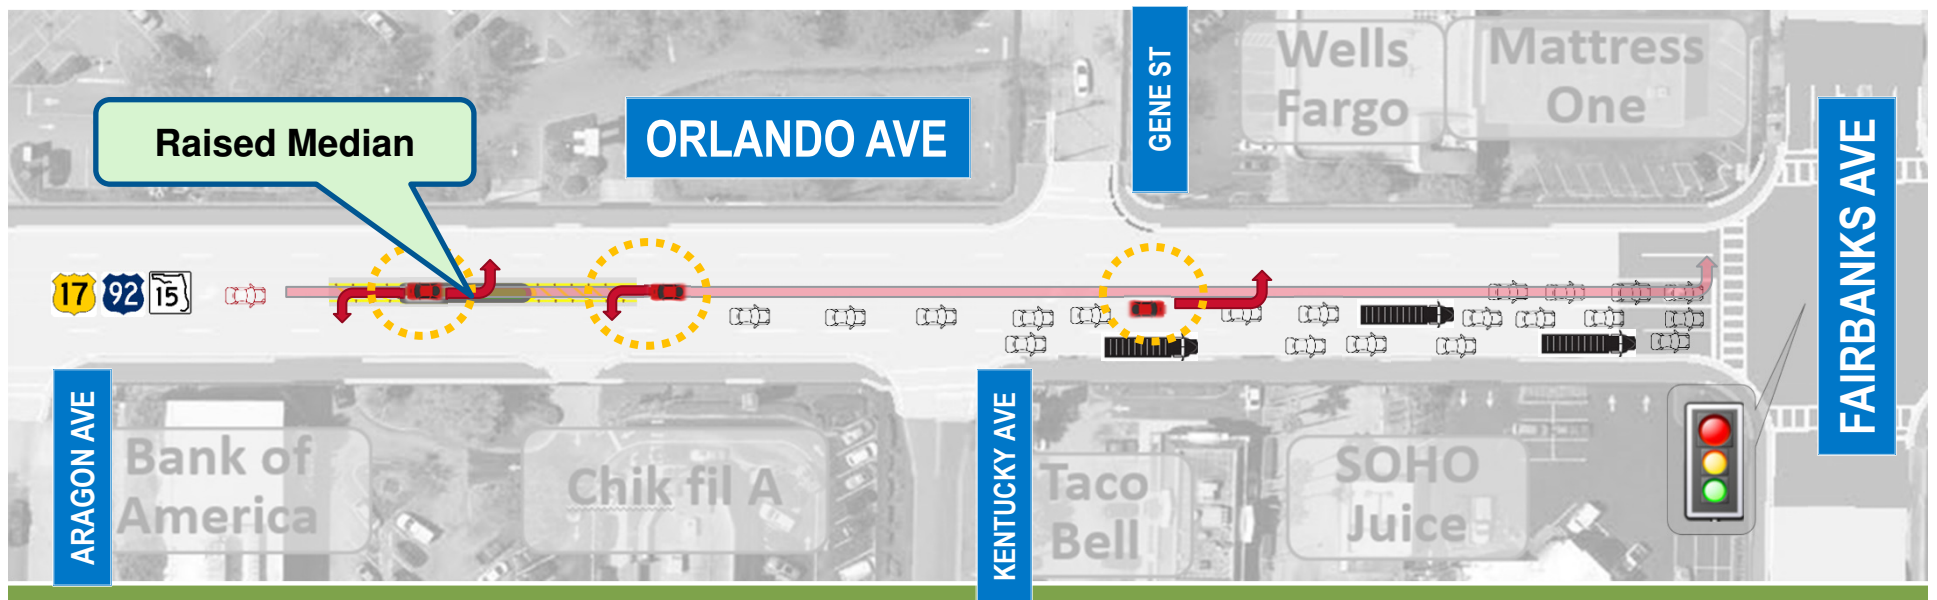 Raised Median
ORLANDO AVE
GENE ST
Wells
Fargo
Mattress
One
17
92
15
FAIRBANKS AVE
ARAGON AVE
Bank of
America
Chik fil A
KENTUCKY AVE
Taco
Bell
SOHO
Juice